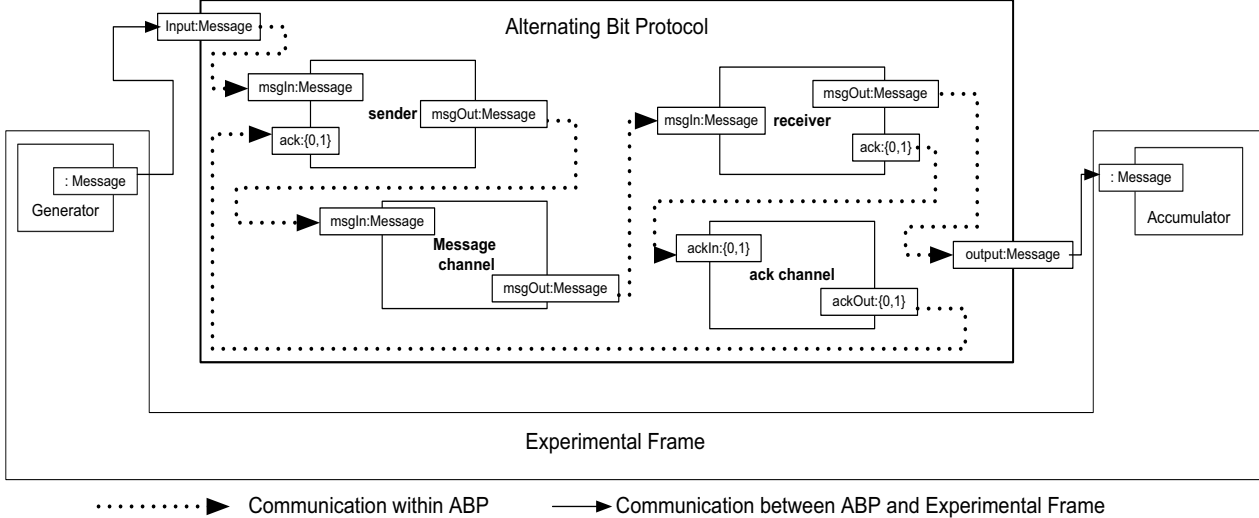 Input:Message
Alternating Bit Protocol
msgIn:Message
sender
msgOut:Message
ack:{0,1}
msgIn:Message
receiver
msgOut:Message
ack:{0,1}
: Message
Generator
: Message
Accumulator
msgIn:Message
Message
channel
msgOut:Message
ackIn:{0,1}
ack channel
ackOut:{0,1}
output:Message
Experimental Frame
Communication within ABP
Communication between ABP and Experimental Frame